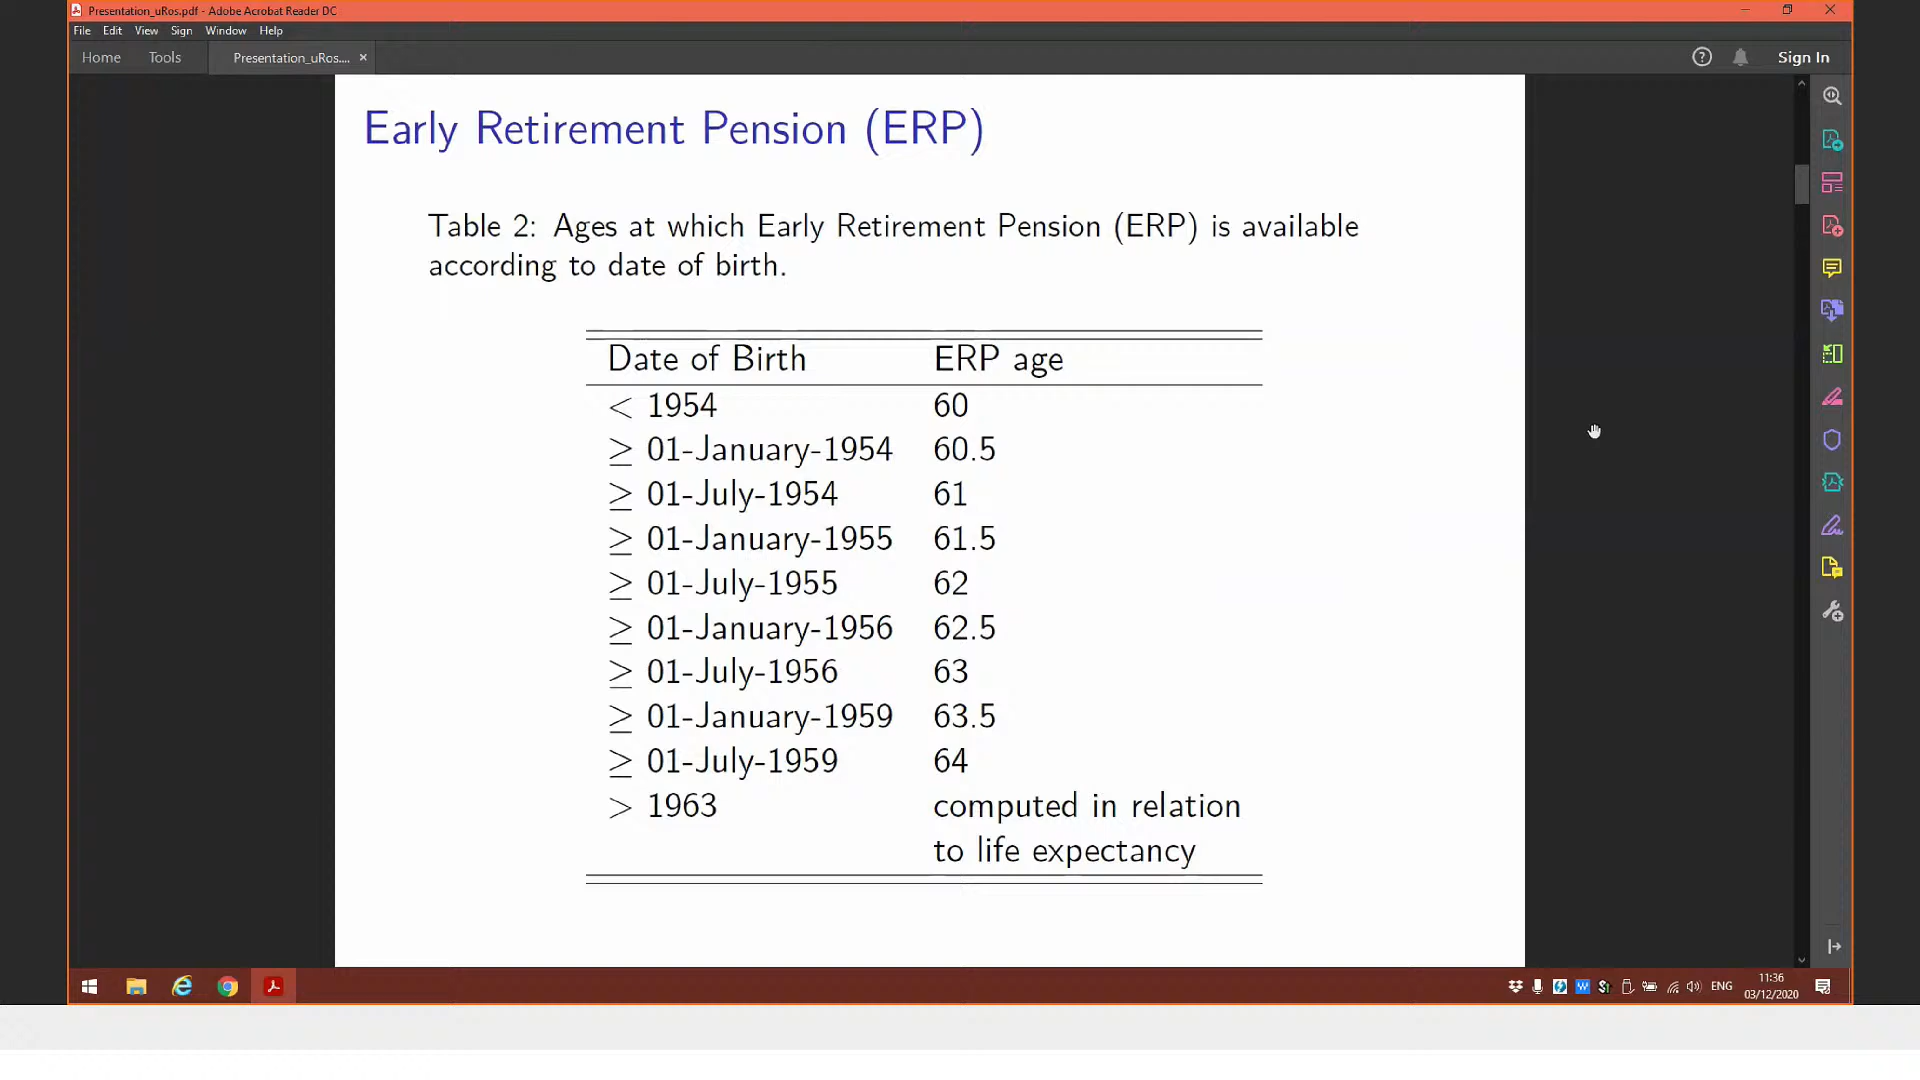 Presentation_uRos.pdf - Adobe Acrobat Reader DC
File Edit View Sign Window Help
Home Tools Presentation_uRos.... × Sign In
Early Retirement Pension (ERP)
Table 2: Ages at which Early Retirement Pension (ERP) is available
according to date of birth.
Date of Birth ERP age
< 1954 60
≥ 01-January-1954 60.5
≥ 01-July-1954 61
≥ 01-January-1955 61.5
≥ 01-July-1955 62
≥ 01-January-1956 62.5
≥ 01-July-1956 63
≥ 01-January-1959 63.5
≥ 01-July-1959 64
> 1963 computed in relation
to life expectancy
ENG
11:36
03/12/2020